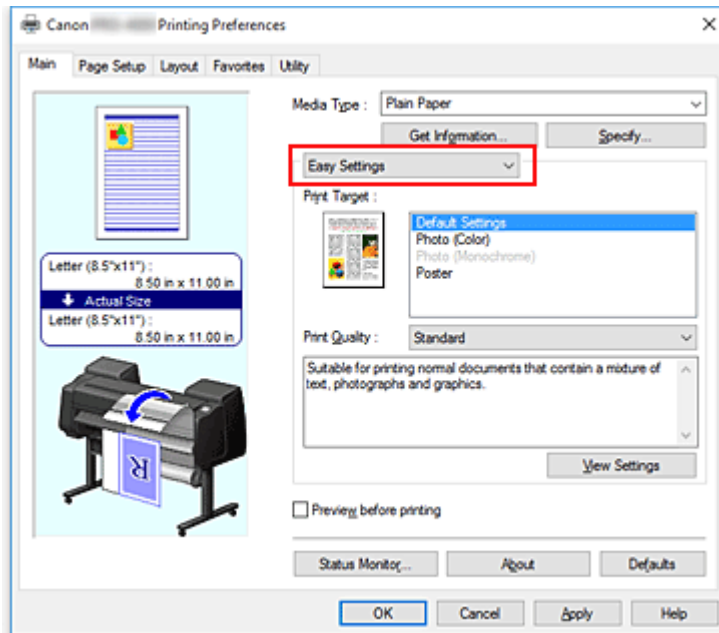 Canon Printing Preferences
Main Page Setup Layout Favorites Utility
Media Type : Plain Paper
Get Information... Specify...
Easy Settings
Print Target :
Default Settings
Photo (Color)
Photo (Monochrome)
Poster
Letter (8.5"x11") :
8.50 in x 11.00 in
Actual Size
Letter (8.5"x11") :
8.50 in x 11.00 in
R
Print Quality : Standard
Suitable for printing normal documents that contain a mixture of
text, photographs and graphics.
View Settings
Preview before printing
Status Monitor... About Defaults
OK Cancel Apply Help